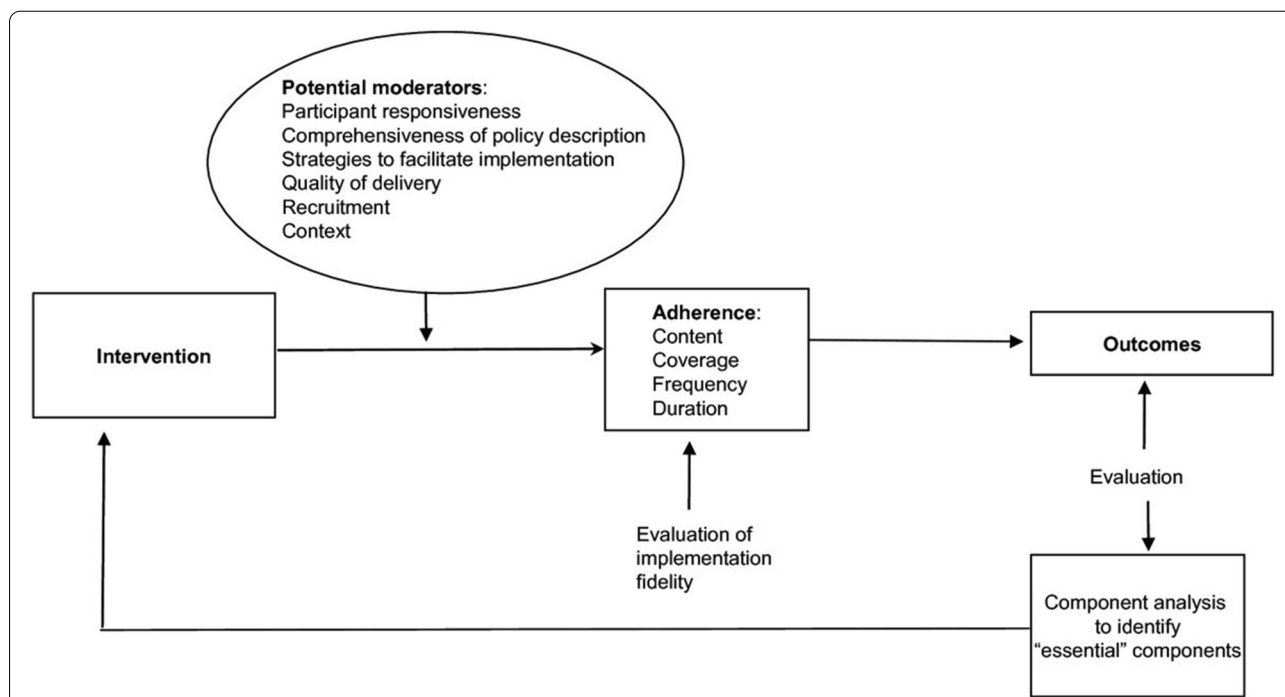 Potential moderators:
Participant responsiveness
Comprehensiveness of policy description
Strategies to facilitate implementation
Quality of delivery
Recruitment
Context
Intervention
Adherence:
Content
Coverage
Frequency
Duration
Outcomes
Evaluation
Evaluation of
implementation
fidelity
Component analysis
to identify
“essential” components